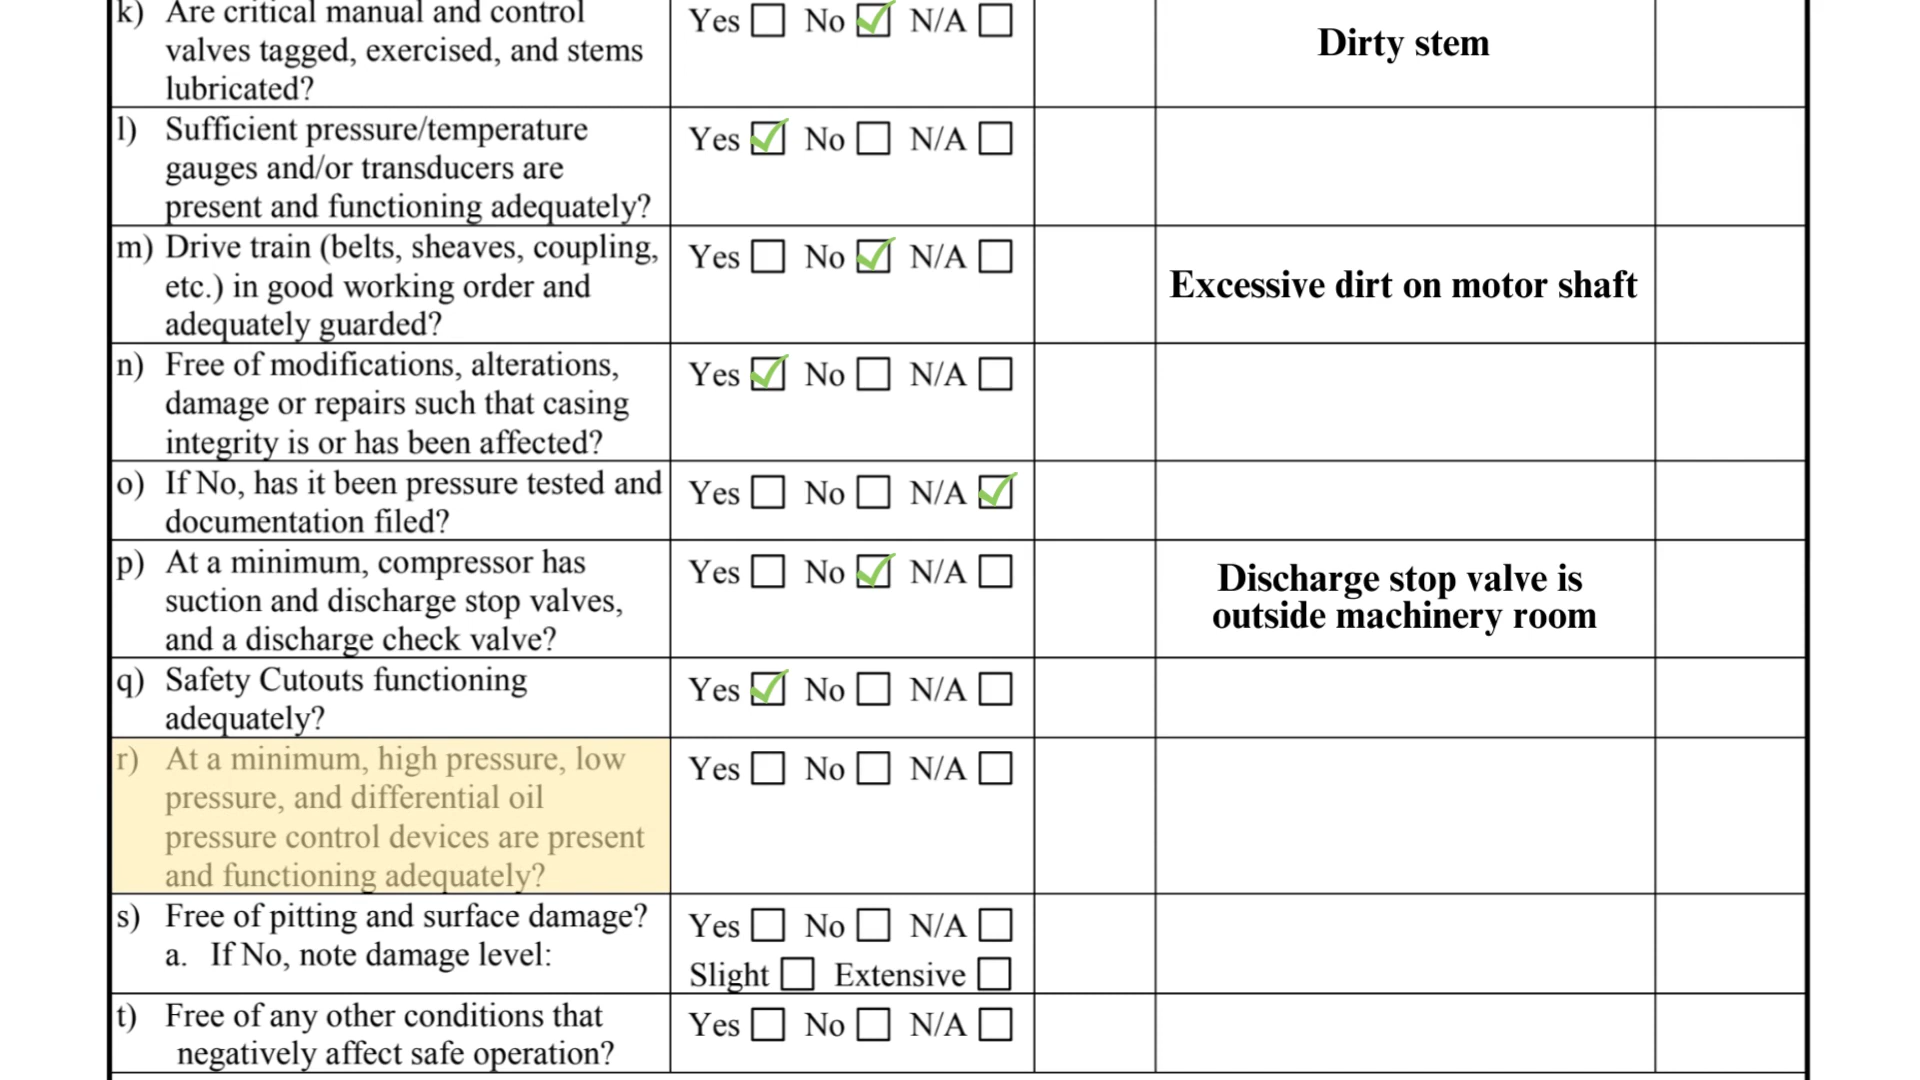 k) Are critical manual and control
valves tagged, exercised, and stems
lubricated?
Yes No N/A
Dirty stem
l) Sufficient pressure/temperature
gauges and/or transducers are
present and functioning adequately?
Yes No N/A
m) Drive train (belts, sheaves, coupling,
etc.) in good working order and
adequately guarded?
Yes No N/A
Excessive dirt on motor shaft
n) Free of modifications, alterations,
damage or repairs such that casing
integrity is or has been affected?
Yes No N/A
o) If No, has it been pressure tested and
documentation filed?
Yes No N/A
p) At a minimum, compressor has
suction and discharge stop valves,
and a discharge check valve?
Yes No N/A
Discharge stop valve is
outside machinery room
q) Safety Cutouts functioning
adequately?
Yes No N/A
r) At a minimum, high pressure, low
pressure, and differential oil
pressure control devices are present
and functioning adequately?
Yes No N/A
s) Free of pitting and surface damage?
a. If No, note damage level:
Yes No N/A
Slight Extensive
t) Free of any other conditions that
negatively affect safe operation?
Yes No N/A